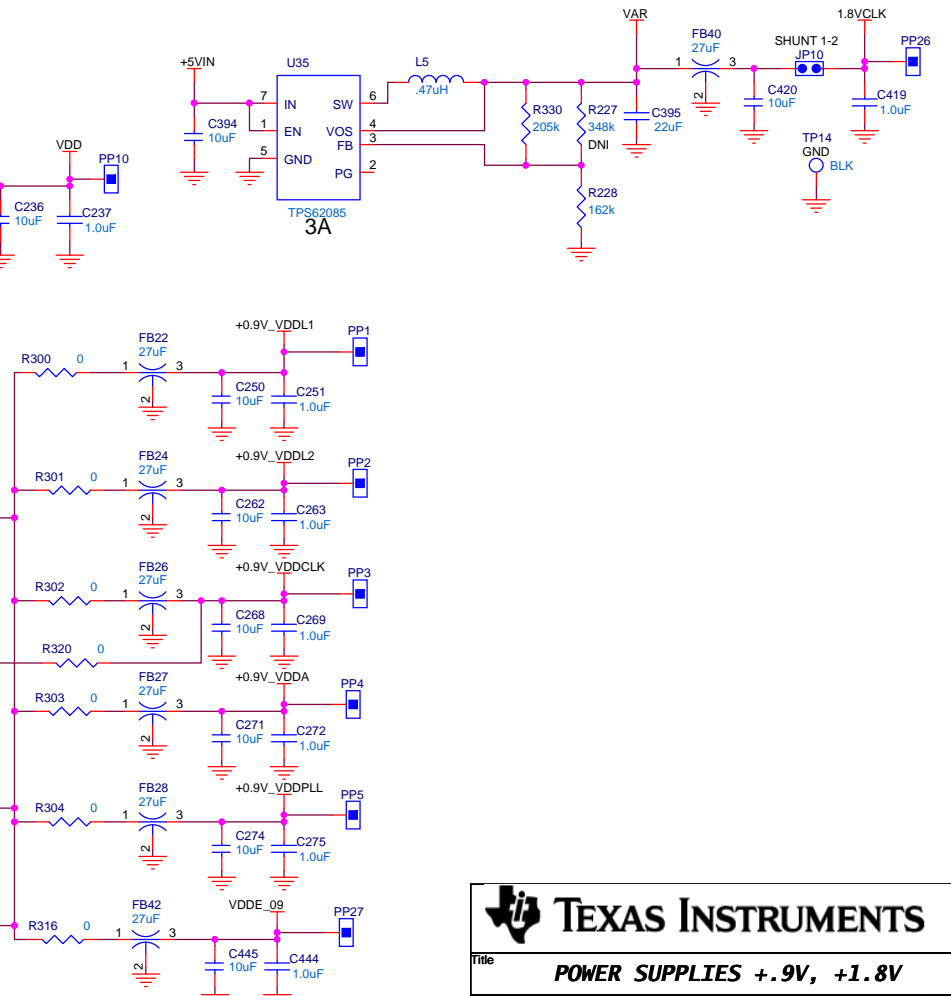 VAR
1.8VCLK
FB40
27uF
SHUNT 1-2
JP10
PP26
1
3
2
+5VIN
U35
L5
.47uH
7
IN
SW
6
1
EN
VOS
4
FB
3
5
GND
PG
2
TPS62085
3A
C394
10uF
R330
205k
R227
348k
DNI
C395
22uF
C420
10uF
C419
1.0uF
R228
162k
TP14
GND
BLK
VDD
PP10
C236
10uF
C237
1.0uF
+0.9V_VDDL1
PP1
FB22
27uF
R300
0
1
3
2
C250
10uF
C251
1.0uF
+0.9V_VDDL2
PP2
FB24
27uF
R301
0
1
3
2
C262
10uF
C263
1.0uF
+0.9V_VDDCLK
PP3
FB26
27uF
R302
0
1
3
2
C268
10uF
C269
1.0uF
R320
0
+0.9V_VDDA
PP4
FB27
27uF
R303
0
1
3
2
C271
10uF
C272
1.0uF
+0.9V_VDDPLL
PP5
FB28
27uF
R304
0
1
3
2
C274
10uF
C275
1.0uF
VDDE_09
PP27
FB42
27uF
R316
0
1
3
2
C445
10uF
C444
1.0uF
ti
TEXAS INSTRUMENTS
Title
POWER SUPPLIES +.9V, +1.8V